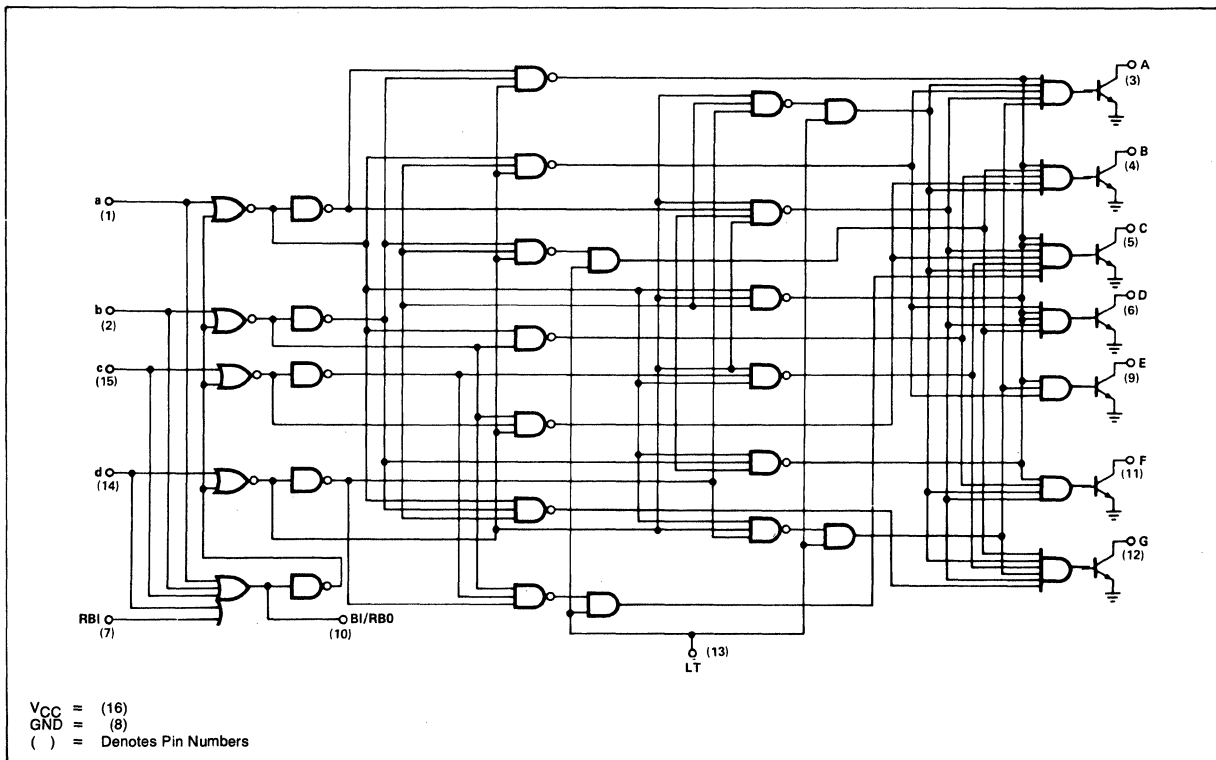 A
(3)
B
(4)
a
(1)
C
(5)
b
(2)
D
(6)
c
(15)
E
(9)
d
(14)
F
(11)
G
(12)
RBI
(7)
BI/RBO
(10)
(13)
LT
VCC = (16)
GND = (8)
( ) = Denotes Pin Numbers